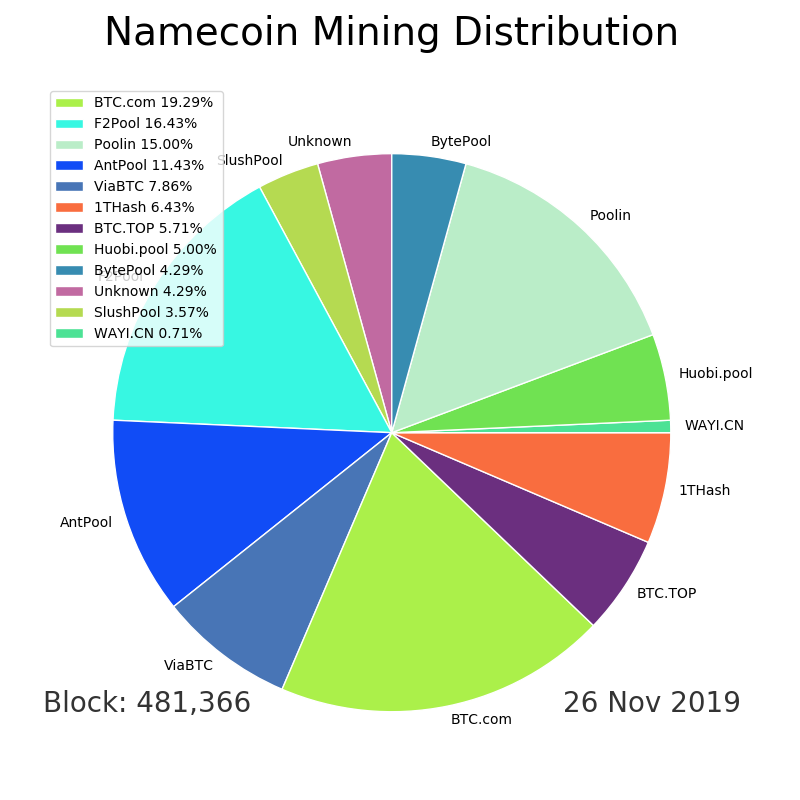 Namecoin Mining Distribution
BTC.com 19.29%
F2Pool 16.43%
Poolin 15.00%
AntPool 11.43%
ViaBTC 7.86%
1THash 6.43%
BTC.TOP 5.71%
Huobi.pool 5.00%
BytePool 4.29%
Unknown 4.29%
SlushPool 3.57%
WAYI.CN 0.71%
Unknown
BytePool
SlushPool
Poolin
F2Pool
Huobi.pool
WAYI.CN
1THash
AntPool
BTC.TOP
ViaBTC
BTC.com
Block: 481,366
26 Nov 2019